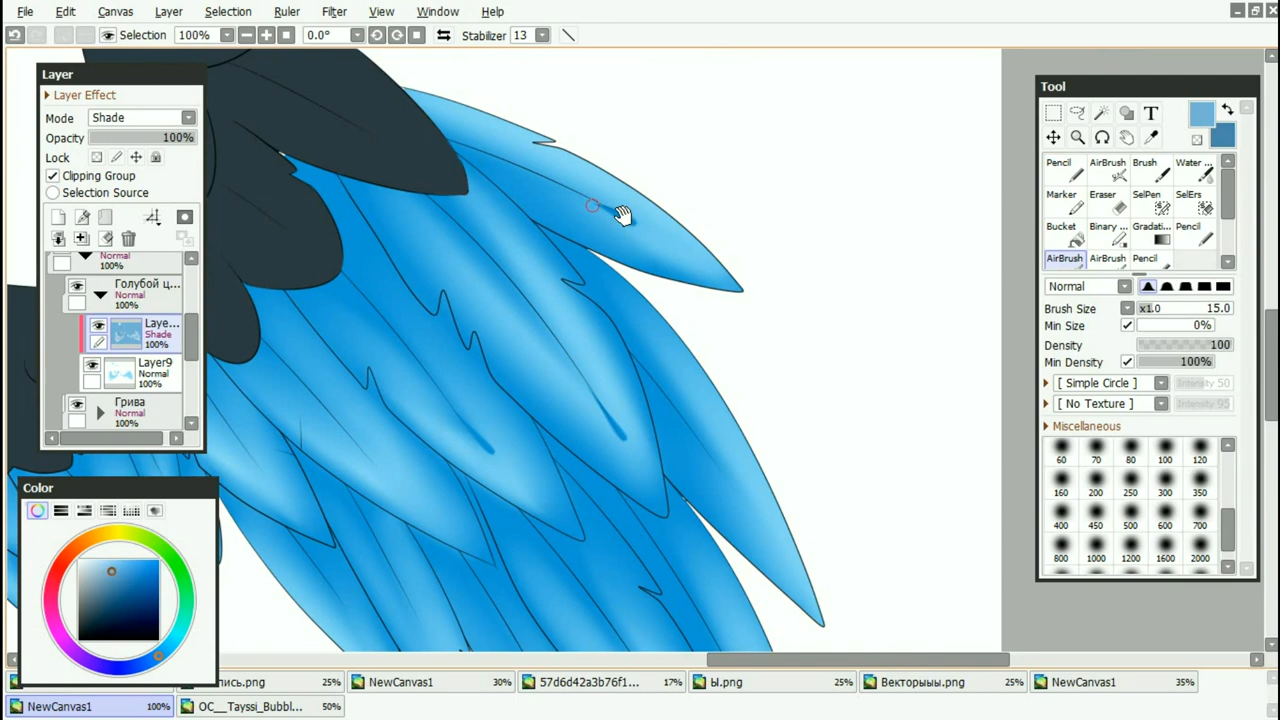 File Edit Canvas Layer Selection Ruler Filter View Window Help
Selection 100% 0.0° Stabilizer 13
Layer
Layer Effect
Mode Shade
Opacity 100%
Lock
Clipping Group
Selection Source
Normal
100%
Голубой ц...
Normal
100%
Laye...
Shade
100%
Layer9
Normal
100%
Грива
Normal
100%
Color
Tool
T
Pencil AirBrush Brush Water ...
Marker Eraser SelPen SelErs
Bucket Binary ... Gradati... Pencil
AirBrush AirBrush Pencil
Normal
Brush Size x1.0 15.0
Min Size 0%
Density 100
Min Density 100%
[ Simple Circle ] Intensity 50
[ No Texture ] Intensity 95
Miscellaneous
60 70 80 100 120
160 200 250 300 350
400 450 500 600 700
800 1000 1200 1600 2000
пись.png 25% NewCanvas1 30% 57d6d42a3b76f1... 17% Ы.png 25% Векторыыы.png 25% NewCanvas1 35%
NewCanvas1 100% OC__Tayssi_Bubbl... 50%